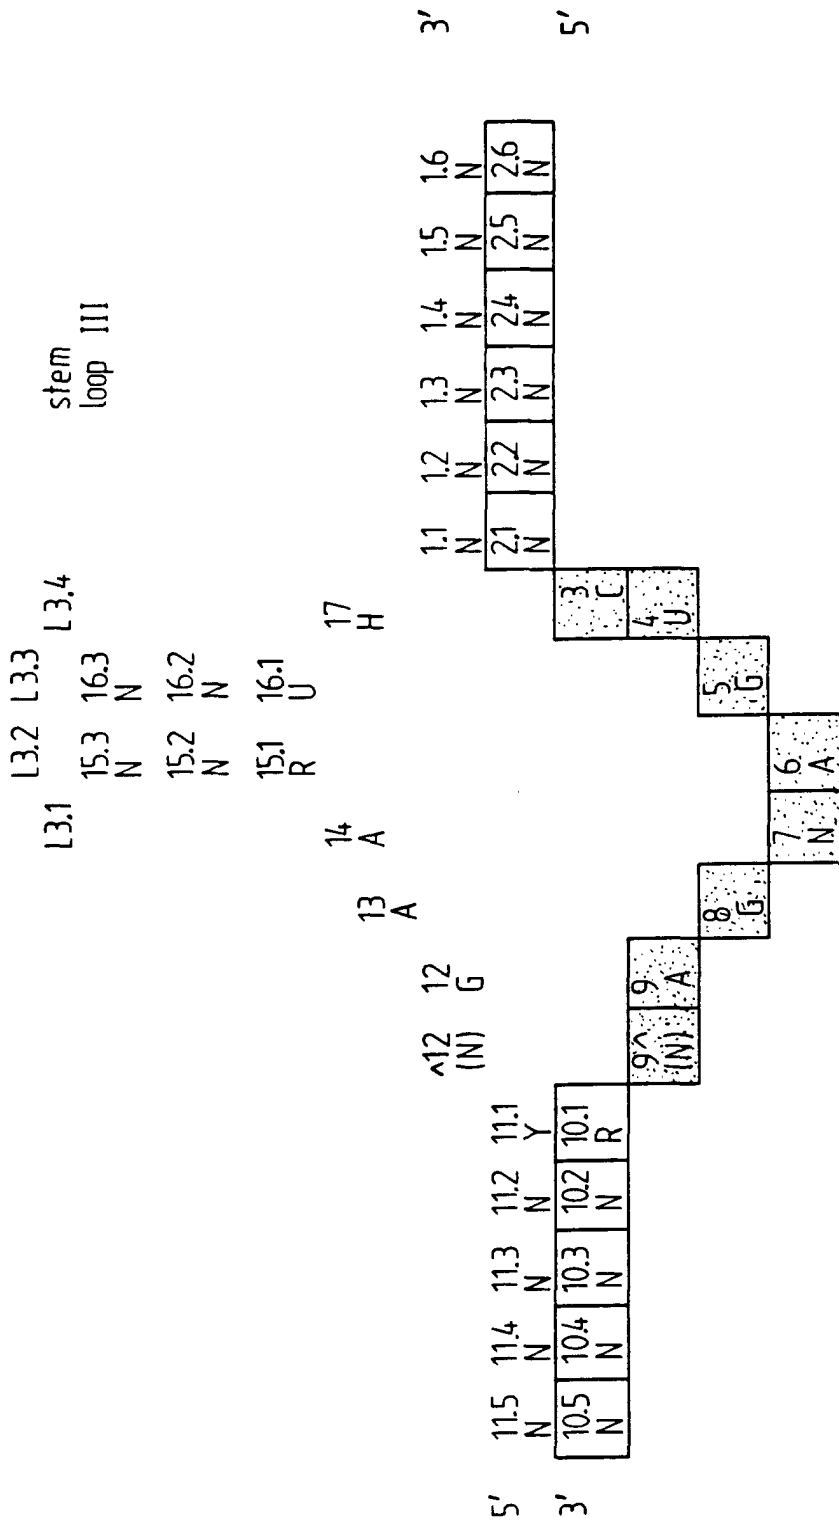 L3.2 L3.3
L3.1 L3.4
15.3 16.3
N N
15.2 16.2
N N
15.1 16.1
R U
stem
loop III
14 17
A H
13
A
^12 12 1.1 1.2 1.3 1.4 1.5 1.6 3'
(N) G N N N N N N
5' 11.5 11.4 11.3 11.2 11.1 2.1 2.2 2.3 2.4 2.5 2.6
N N N N Y N N N N N N
3' 10.5 10.4 10.3 10.2 10.1 3 5'
N N N N R C
9^ 9 4
(N) A U
8 5
G G
7 6
N A